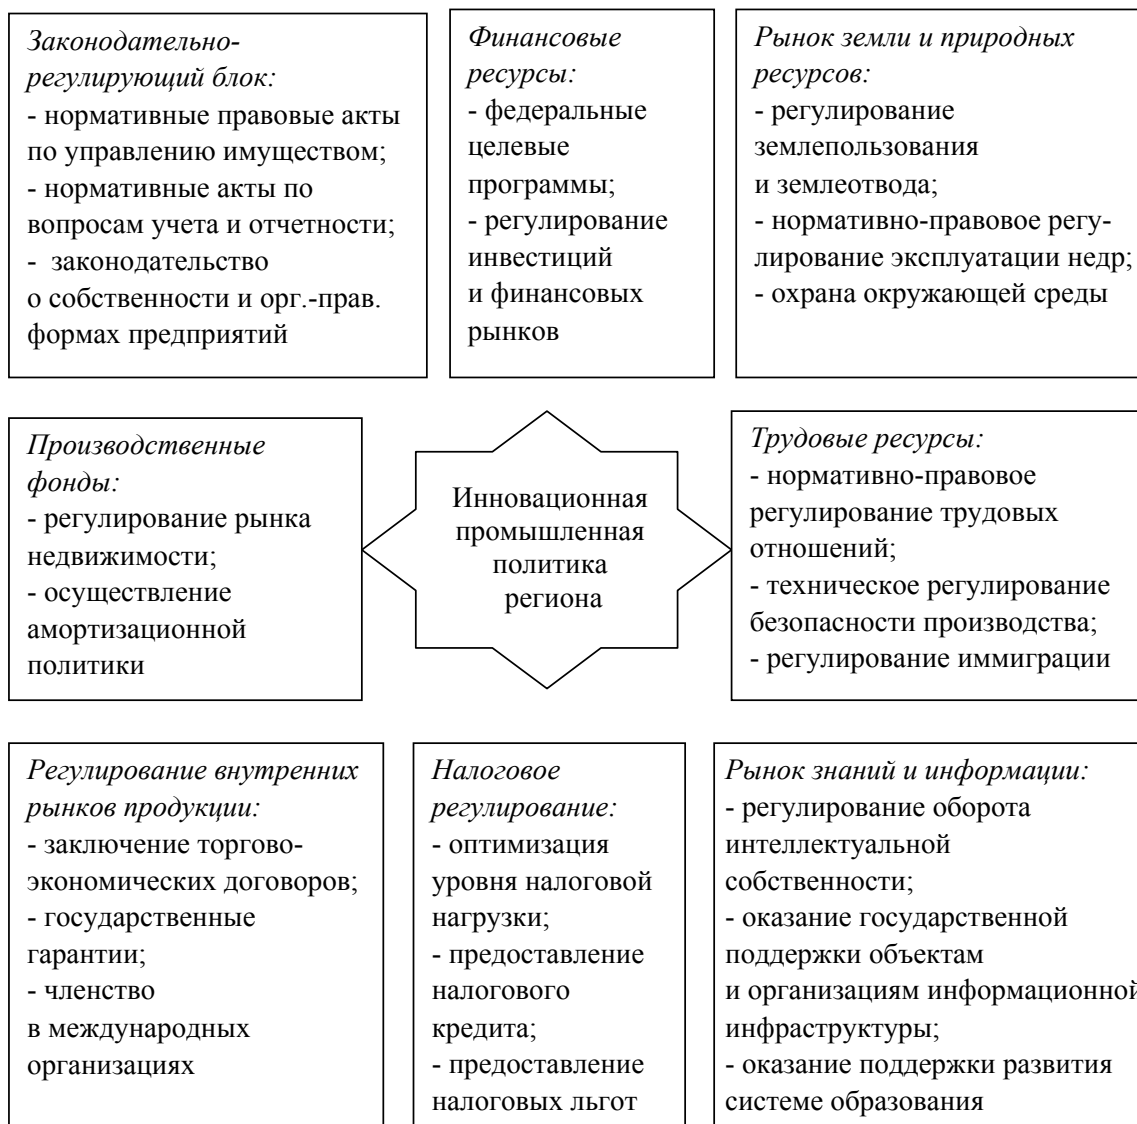 Законодательно-
регулирующий блок:
- нормативные правовые акты
по управлению имуществом;
- нормативные акты по
вопросам учета и отчетности;
- законодательство
о собственности и орг.-прав.
формах предприятий
Финансовые
ресурсы:
- федеральные
целевые
программы;
- регулирование
инвестиций
и финансовых
рынков
Рынок земли и природных
ресурсов:
- регулирование
землепользования
и землеотвода;
- нормативно-правовое регу-
лирование эксплуатации недр;
- охрана окружающей среды
Производственные
фонды:
- регулирование рынка
недвижимости;
- осуществление
амортизационной
политики
Инновационная
промышленная
политика
региона
Трудовые ресурсы:
- нормативно-правовое
регулирование трудовых
отношений;
- техническое регулирование
безопасности производства;
- регулирование иммиграции
Регулирование внутренних
рынков продукции:
- заключение торгово-
экономических договоров;
- государственные
гарантии;
- членство
в международных
организациях
Налоговое
регулирование:
- оптимизация
уровня налоговой
нагрузки;
- предоставление
налогового
кредита;
- предоставление
налоговых льгот
Рынок знаний и информации:
- регулирование оборота
интеллектуальной
собственности;
- оказание государственной
поддержки объектам
и организациям информационной
инфраструктуры;
- оказание поддержки развития
системе образования